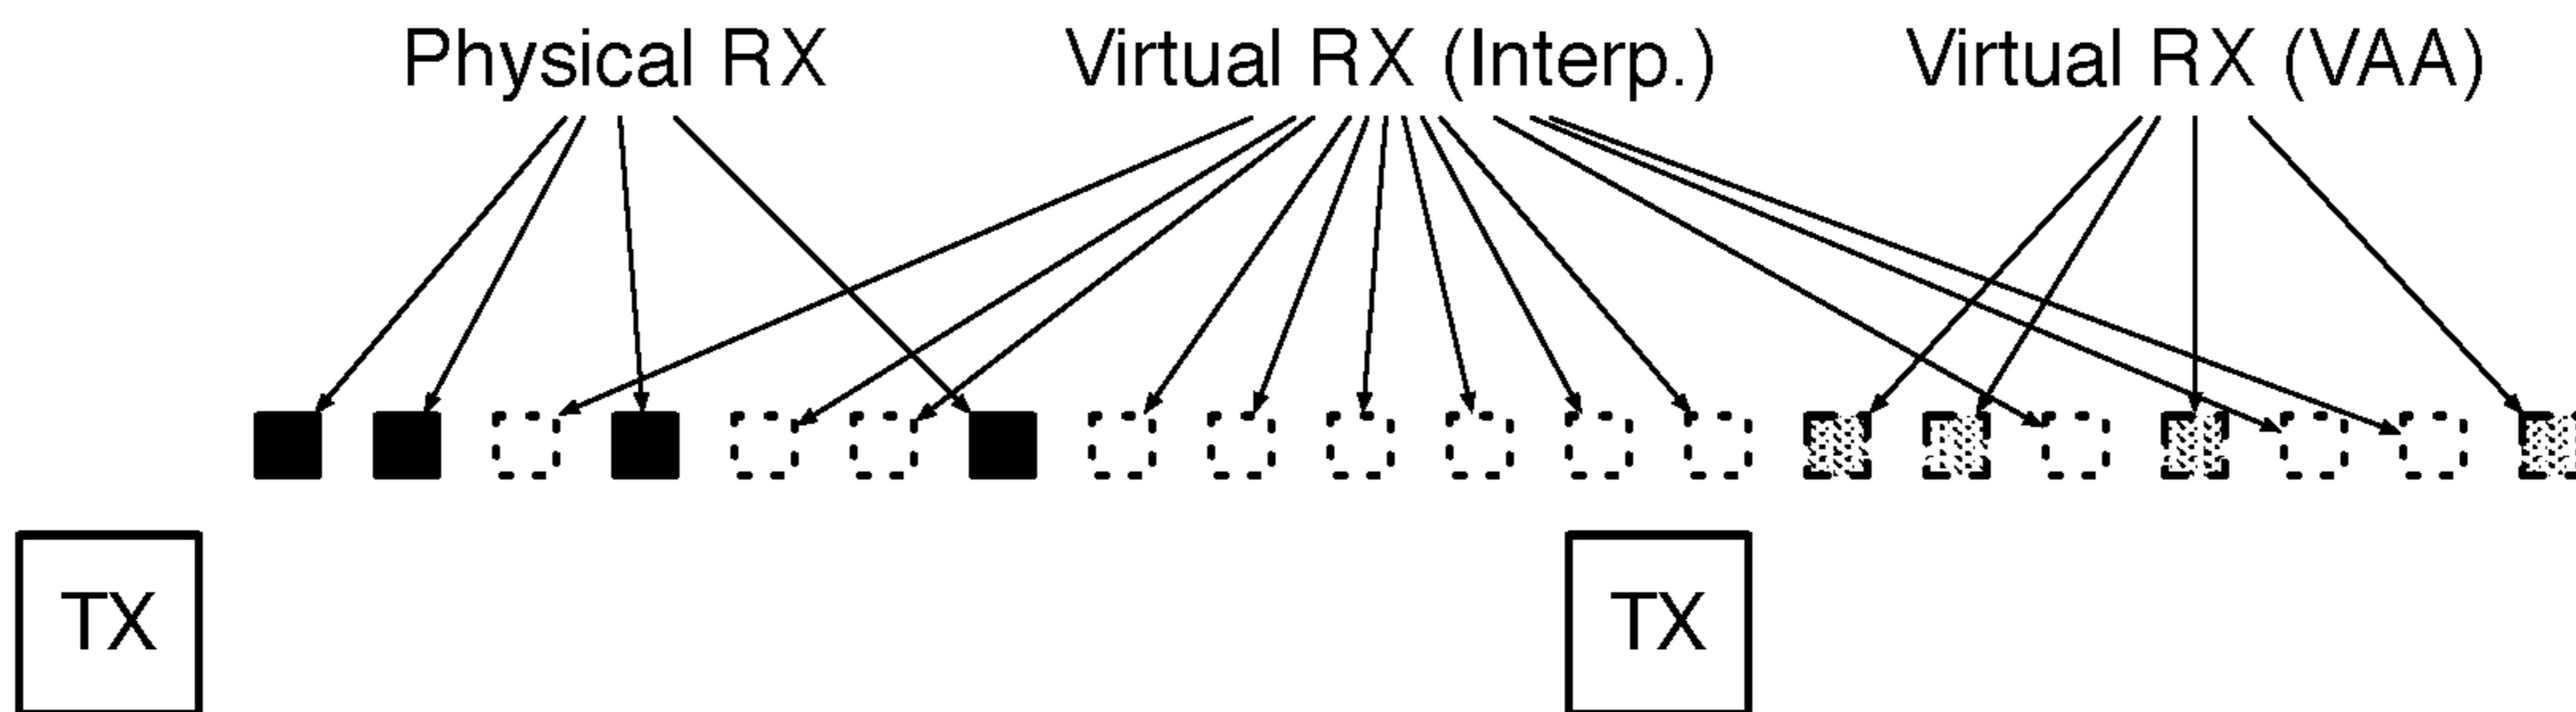 Physical RX Virtual RX (Interp.) Virtual RX (VAA)
TX TX